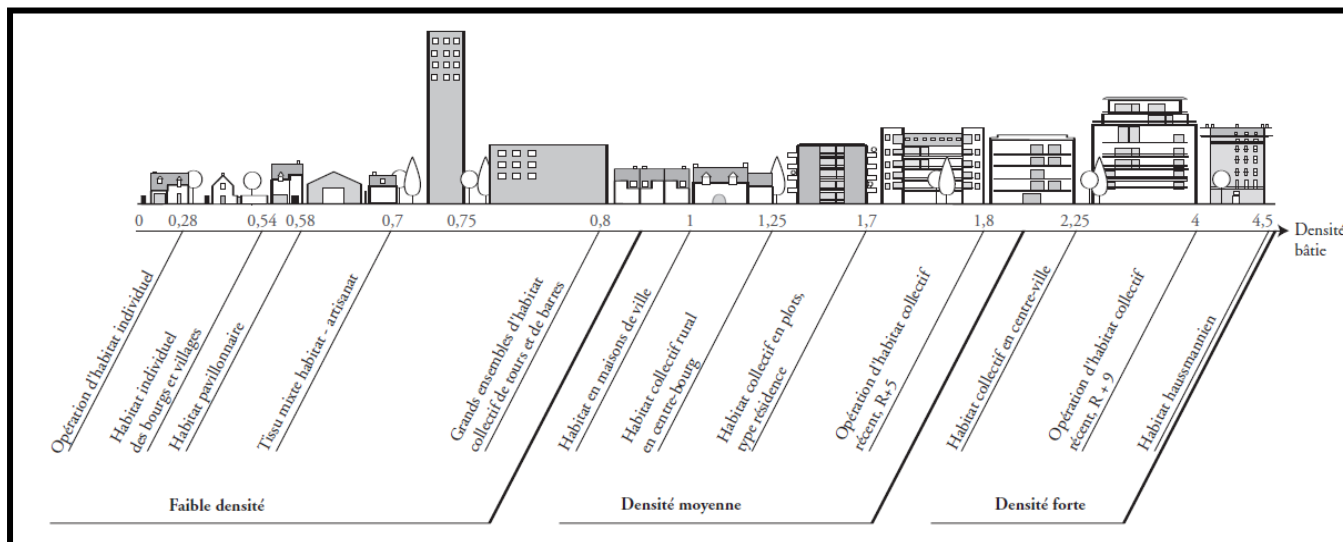 0
0,28
0,54
0,58
0,7
0,75
0,8
1
1,25
1,7
1,8
2,25
4
4,5
Densité
bâtie
Opération d'habitat individuel
Habitat individuel
des bourgs et villages
Habitat pavillonnaire
Tissu mixte habitat - artisanat
Grands ensembles d'habitat
collectif de tours et de barres
Habitat en maisons de ville
Habitat collectif rural
en centre-bourg
Habitat collectif en plots,
type résidence
Opération d'habitat collectif
récent, R+5
Habitat collectif en centre-ville
Opération d'habitat collectif
récent, R + 9
Habitat haussmannien
Faible densité
Densité moyenne
Densité forte